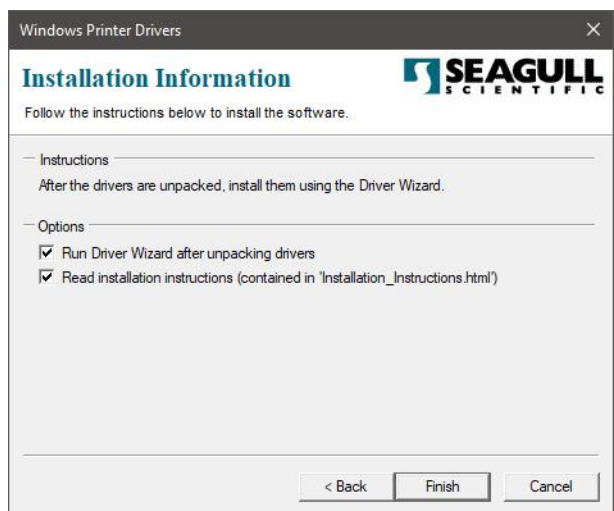 Windows Printer Drivers
Installation Information
SEAGULL
SCIENTIFIC
Follow the instructions below to install the software.
Instructions
After the drivers are unpacked, install them using the Driver Wizard.
Options
Run Driver Wizard after unpacking drivers
Read installation instructions (contained in 'Installation_Instructions.html')
< Back
Finish
Cancel